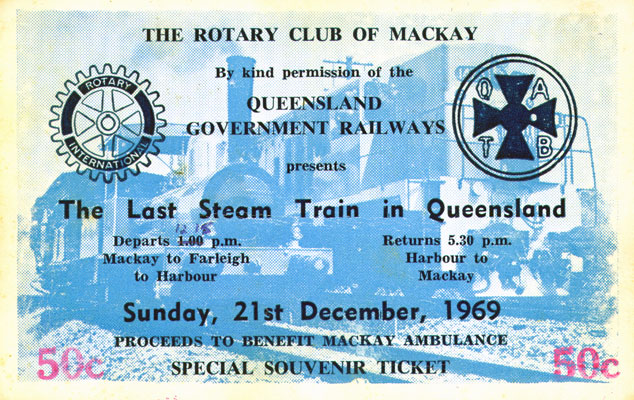 THE ROTARY CLUB OF MACKAY
By kind permission of the
QUEENSLAND
GOVERNMENT RAILWAYS
presents
ROTARY
INTERNATIONAL
Q A
T B
The Last Steam Train in Queensland
12.15
Departs 1.00 p.m.
Mackay to Farleigh
to Harbour
Returns 5.30 p.m.
Harbour to
Mackay
Sunday, 21st December, 1969
PROCEEDS TO BENEFIT MACKAY AMBULANCE
50c SPECIAL SOUVENIR TICKET 50c